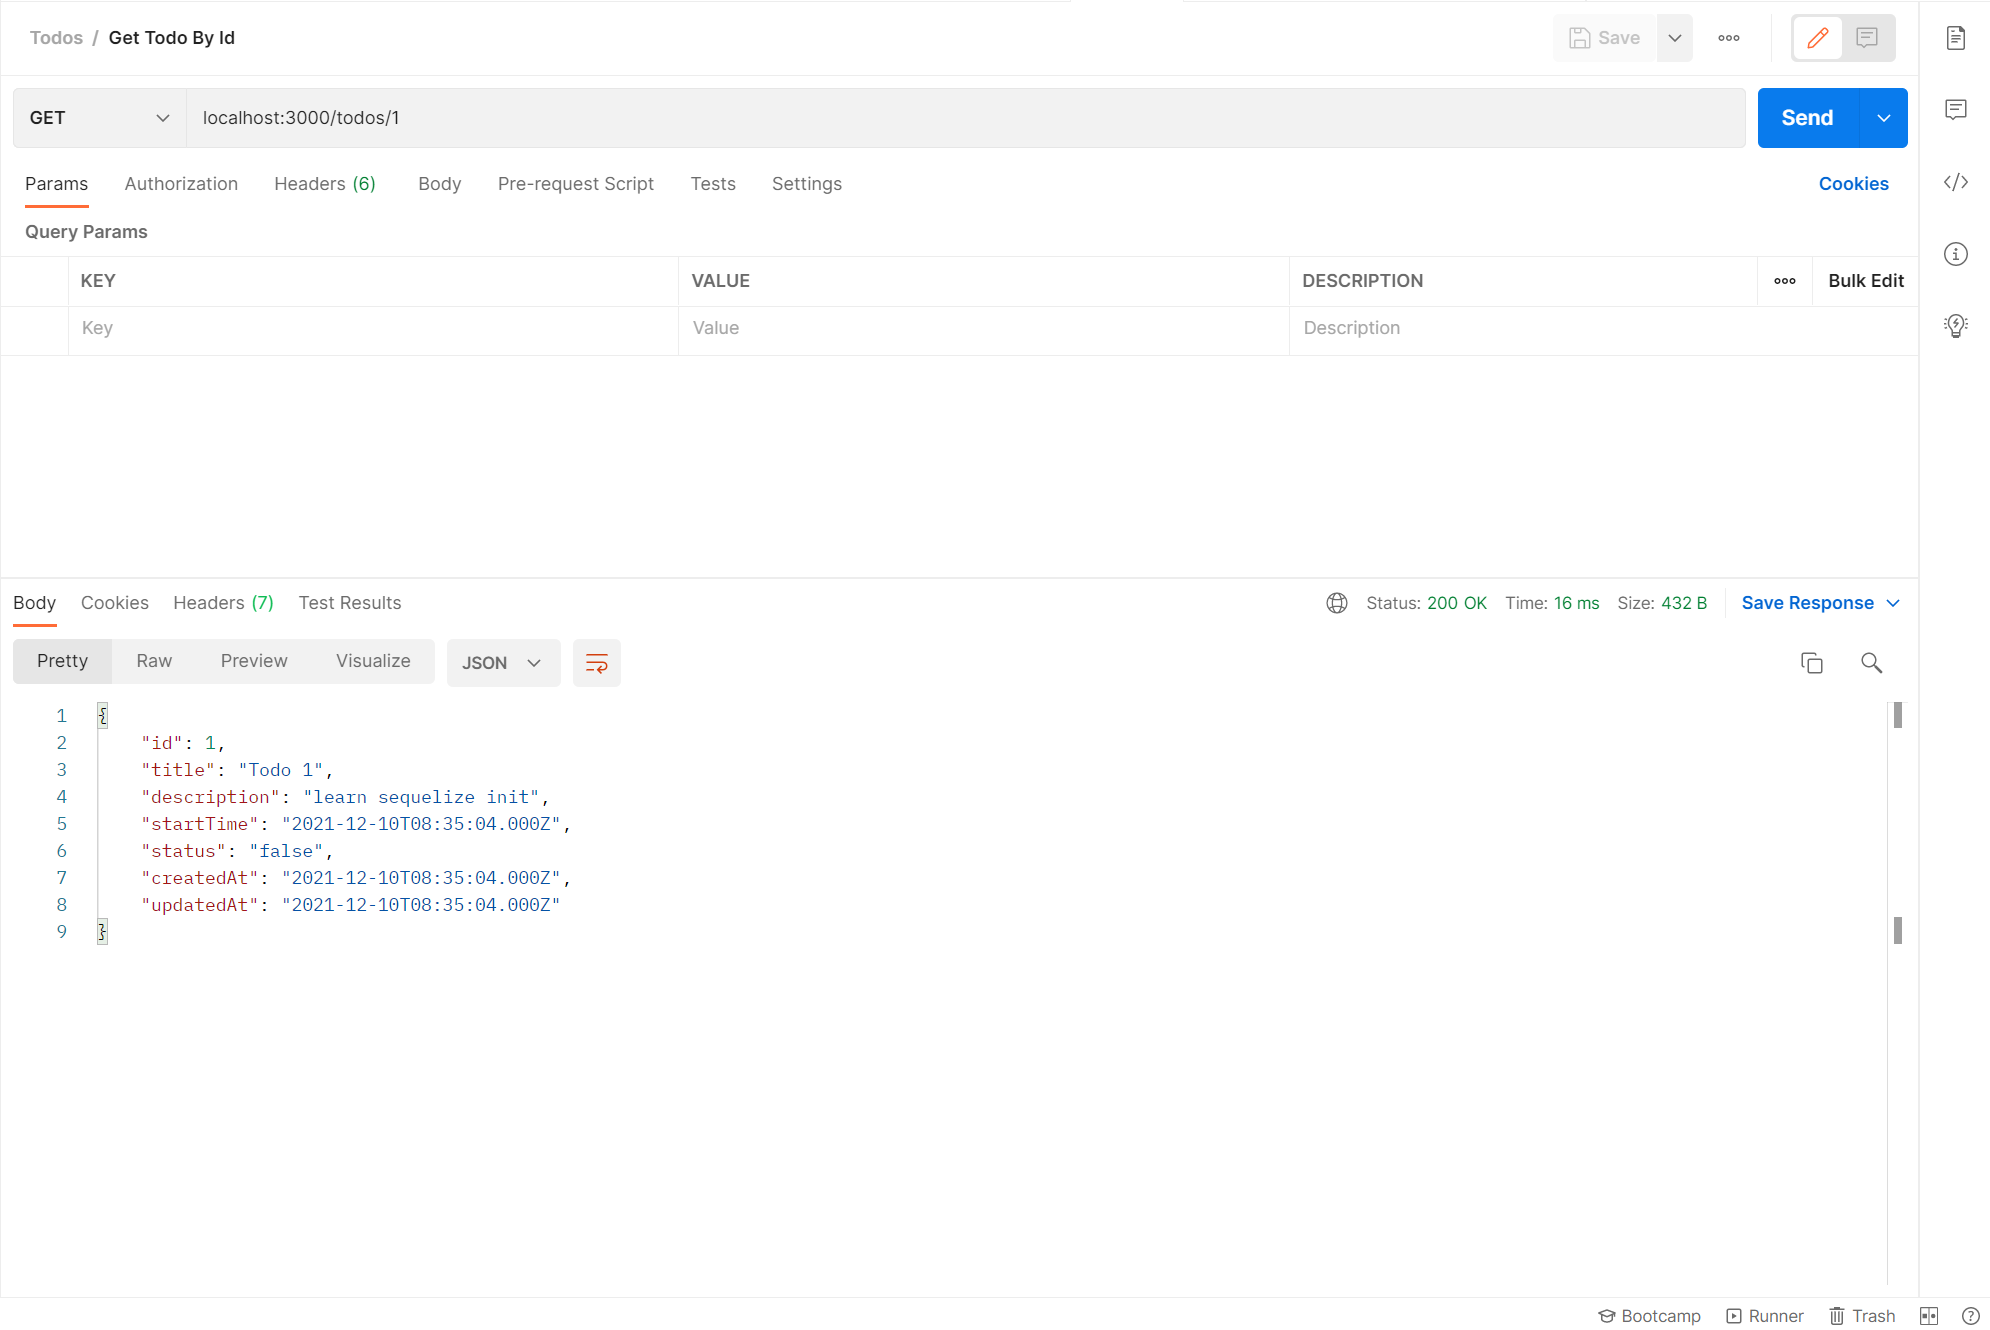 Todos / Get Todo By Id
Save
GET localhost:3000/todos/1 Send
Params Authorization Headers (6) Body Pre-request Script Tests Settings Cookies
Query Params
KEY VALUE DESCRIPTION Bulk Edit
Key Value Description
Body Cookies Headers (7) Test Results Status: 200 OK Time: 16 ms Size: 432 B Save Response
Pretty Raw Preview Visualize JSON
1 {
2 "id": 1,
3 "title": "Todo 1",
4 "description": "learn sequelize init",
5 "startTime": "2021-12-10T08:35:04.000Z",
6 "status": "false",
7 "createdAt": "2021-12-10T08:35:04.000Z",
8 "updatedAt": "2021-12-10T08:35:04.000Z"
9 }
Bootcamp Runner Trash